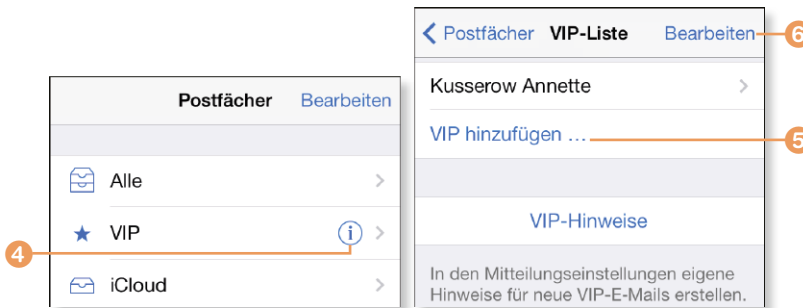 Postfächer Bearbeiten
Alle
VIP
4
iCloud
Postfächer VIP-Liste Bearbeiten
6
Kusserow Annette
VIP hinzufügen ...
5
VIP-Hinweise
In den Mitteilungseinstellungen eigene
Hinweise für neue VIP-E-Mails erstellen.